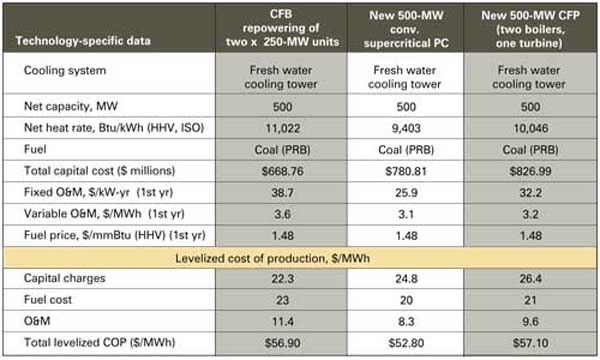 Technology-specific data CFB repowering of two x 250-MW units New 500-MW conv. supercritical PC New 500-MW CFP (two boilers, one turbine)
Cooling system Fresh water cooling tower Fresh water cooling tower Fresh water cooling tower
Net capacity, MW 500 500 500
Net heat rate, Btu/kWh (HHV, ISO) 11,022 9,403 10,046
Fuel Coal (PRB) Coal (PRB) Coal (PRB)
Total capital cost ($ millions) $668.76 $780.81 $826.99
Fixed O&M, $/kW-yr (1st yr) 38.7 25.9 32.2
Variable O&M, $/MWh (1st yr) 3.6 3.1 3.2
Fuel price, $/mmBtu (HHV) (1st yr) 1.48 1.48 1.48
Levelized cost of production, $/MWh
Capital charges 22.3 24.8 26.4
Fuel cost 23 20 21
O&M 11.4 8.3 9.6
Total levelized COP ($/MWh) $56.90 $52.80 $57.10